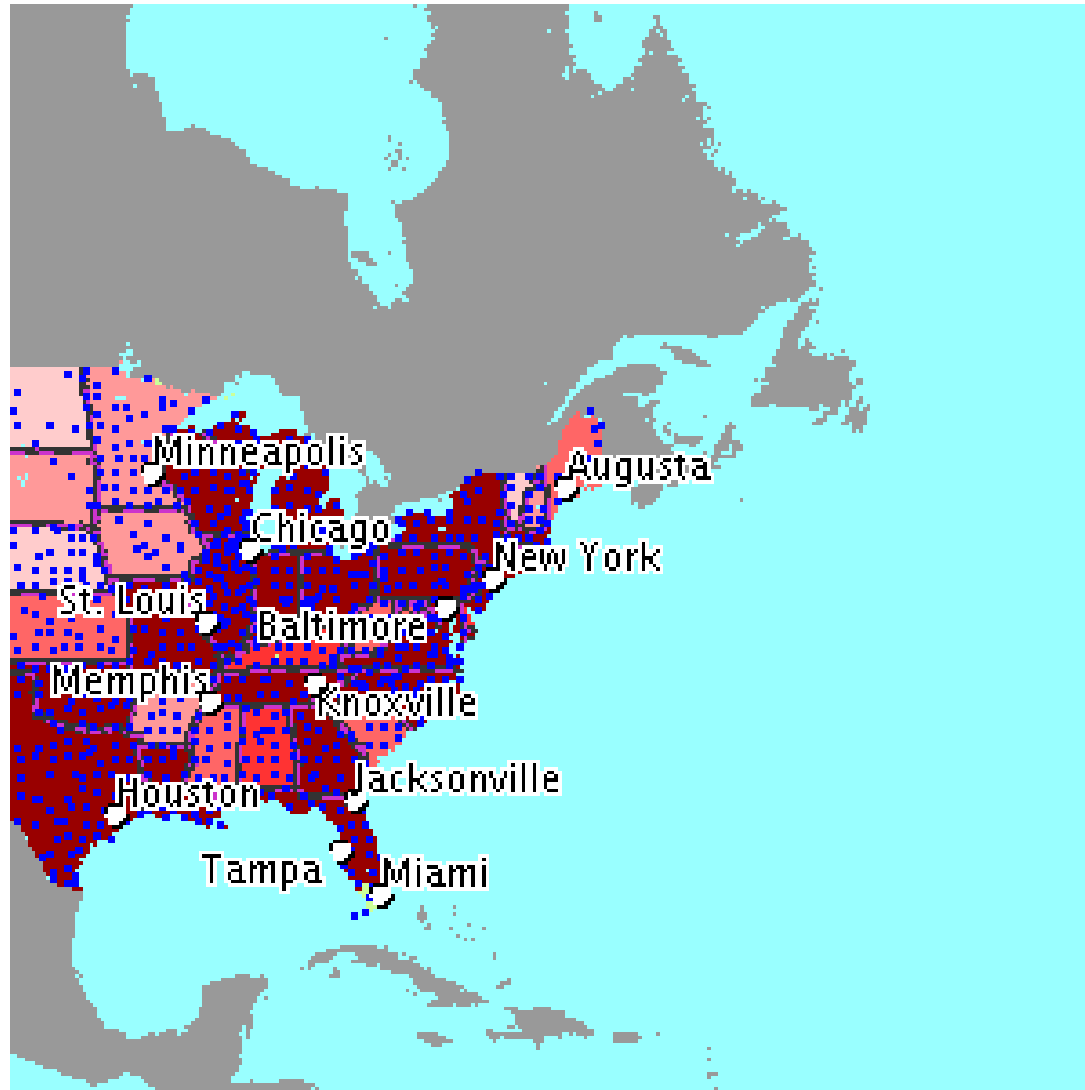 Minneapolis
Augusta
Chicago
New York
St. Louis
Baltimore
Memphis
Knoxville
Jacksonville
Houston
Tampa
Miami